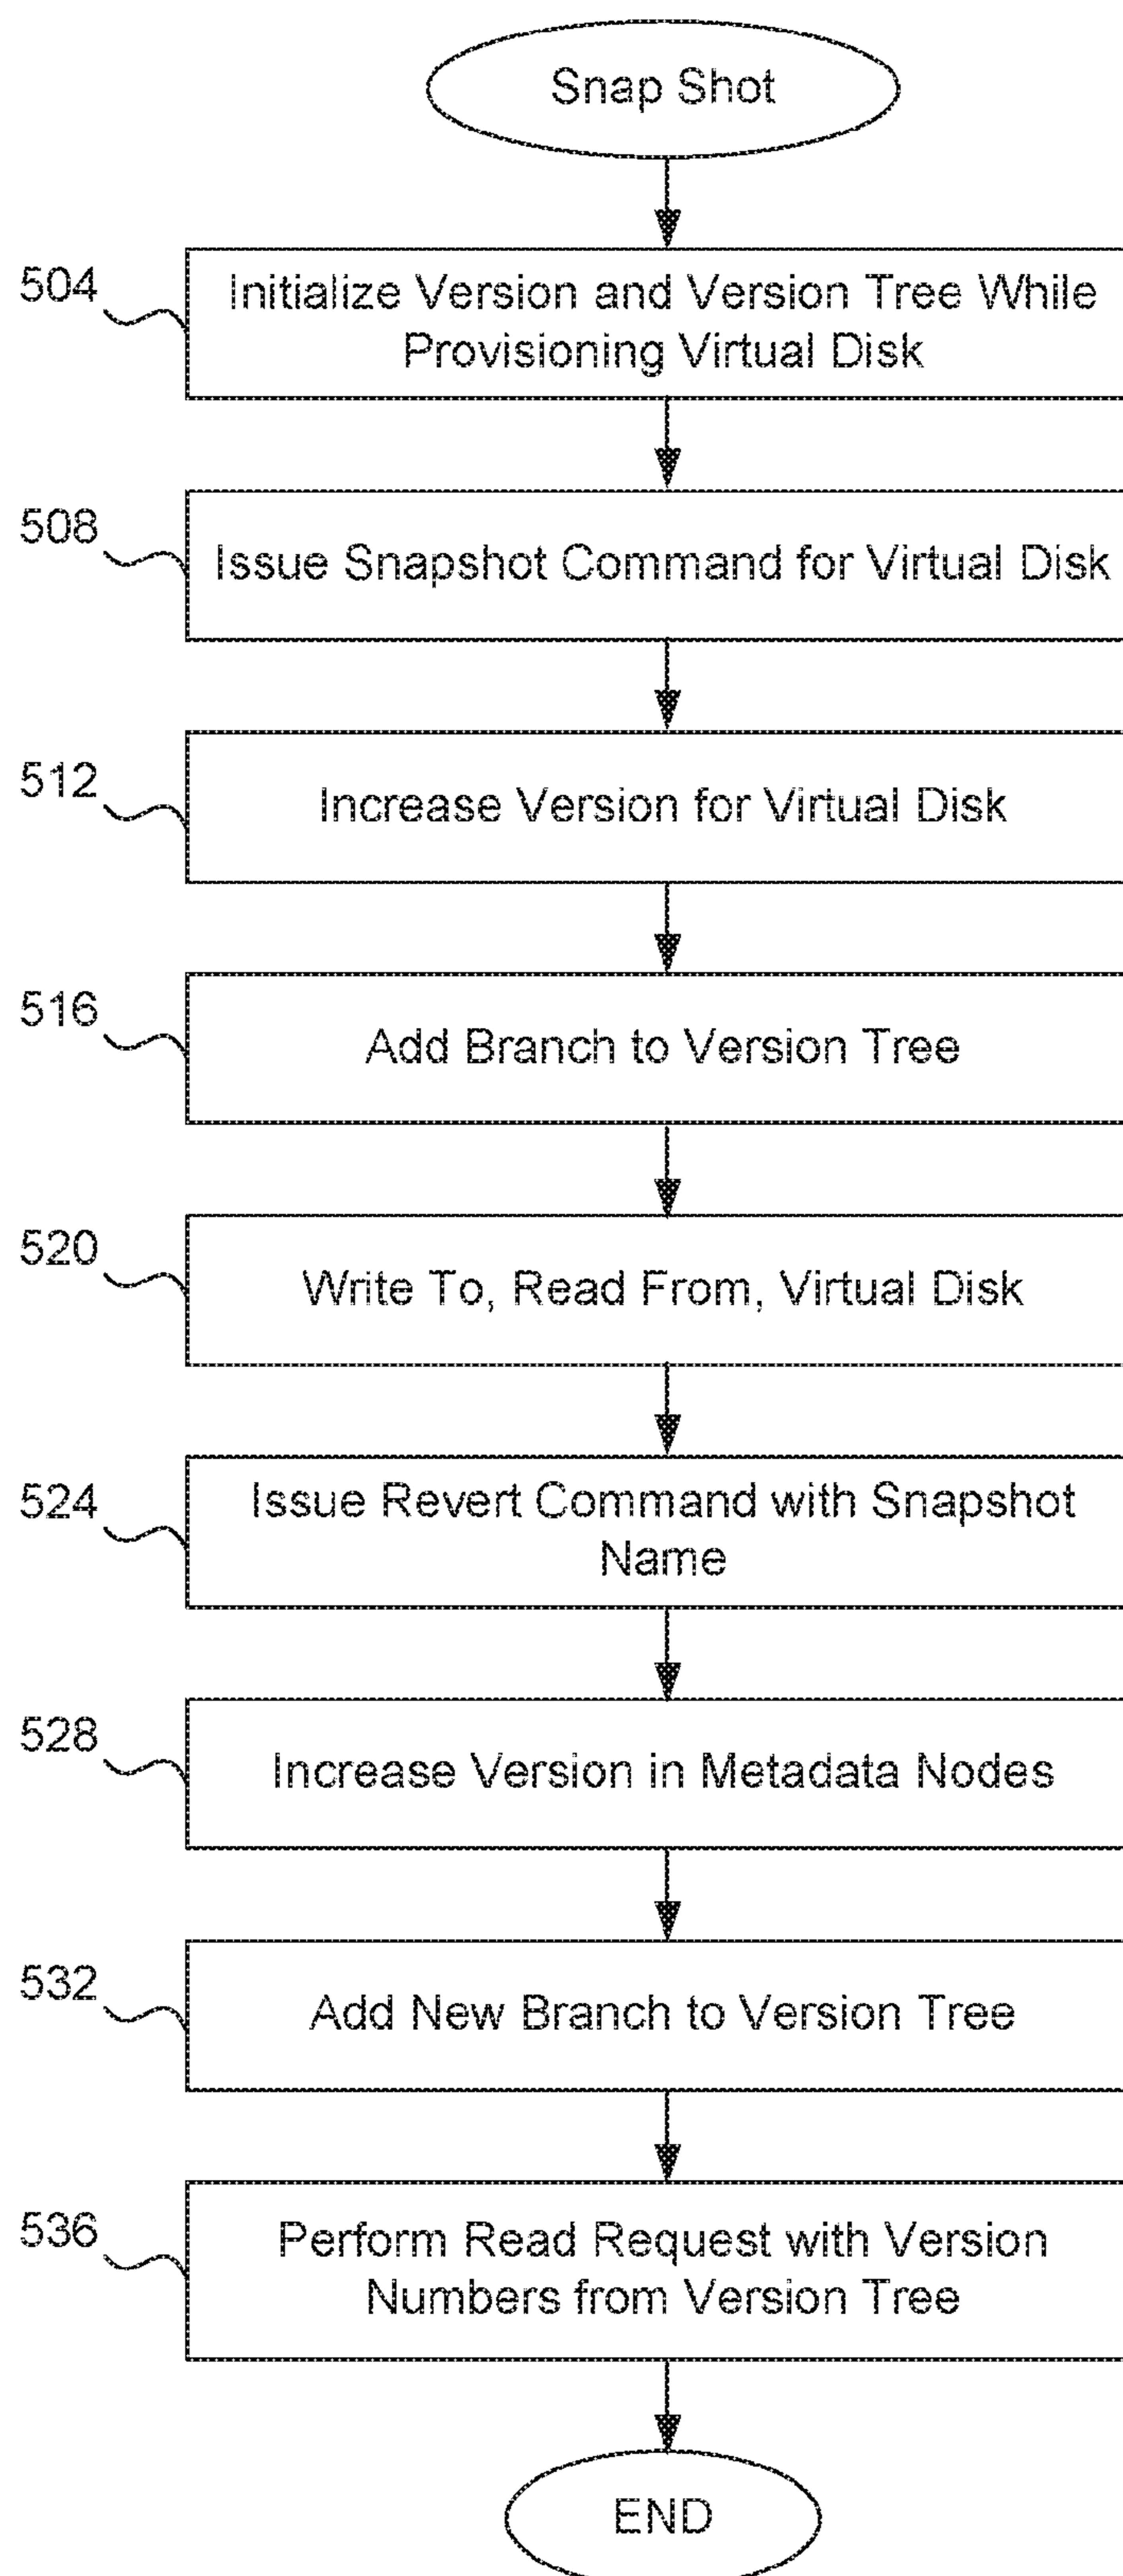 Snap Shot
504
Initialize Version and Version Tree While
Provisioning Virtual Disk
508
Issue Snapshot Command for Virtual Disk
512
Increase Version for Virtual Disk
516
Add Branch to Version Tree
520
Write To, Read From, Virtual Disk
524
Issue Revert Command with Snapshot
Name
528
Increase Version in Metadata Nodes
532
Add New Branch to Version Tree
536
Perform Read Request with Version
Numbers from Version Tree
END